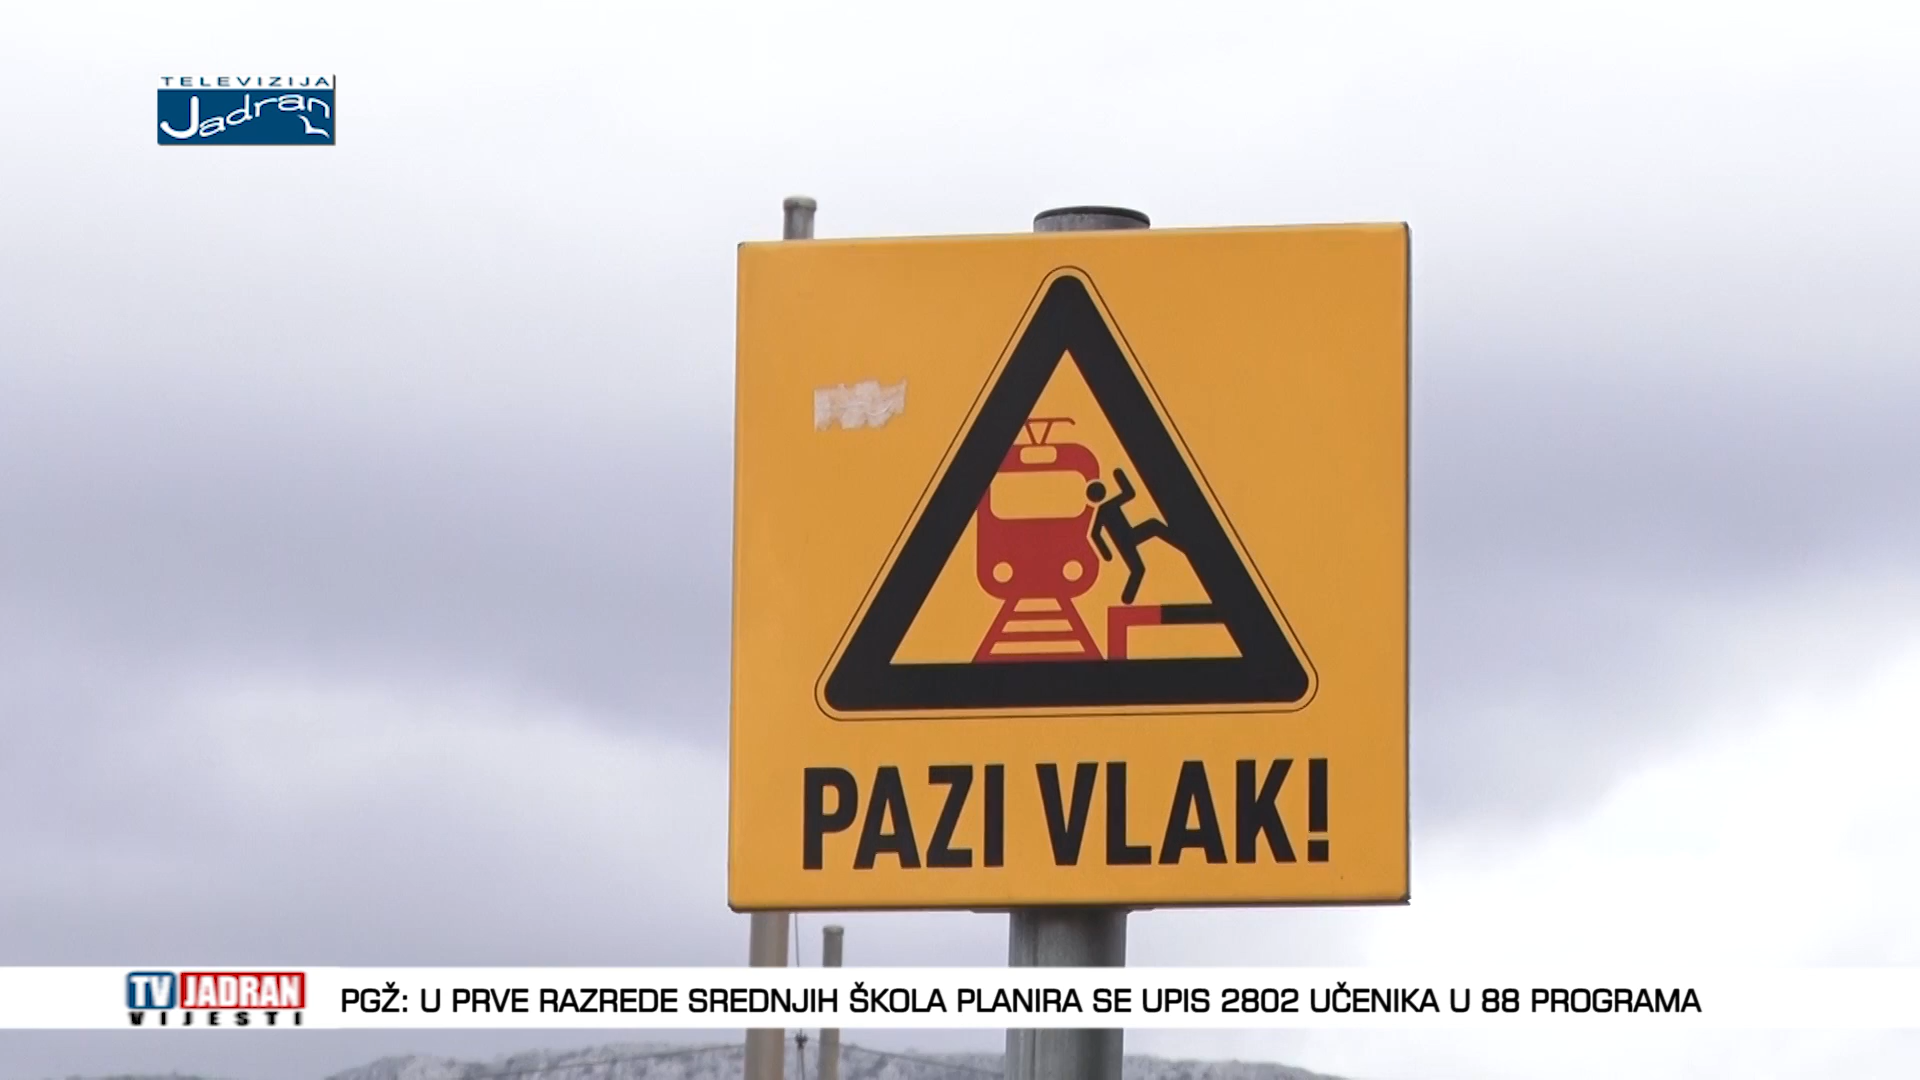 TELEVIZIJA
Jadran
PAZI VLAK!
TV JADRAN
VIJESTI
PGŽ: U PRVE RAZREDE SREDNJIH ŠKOLA PLANIRA SE UPIS 2802 UČENIKA U 88 PROGRAMA